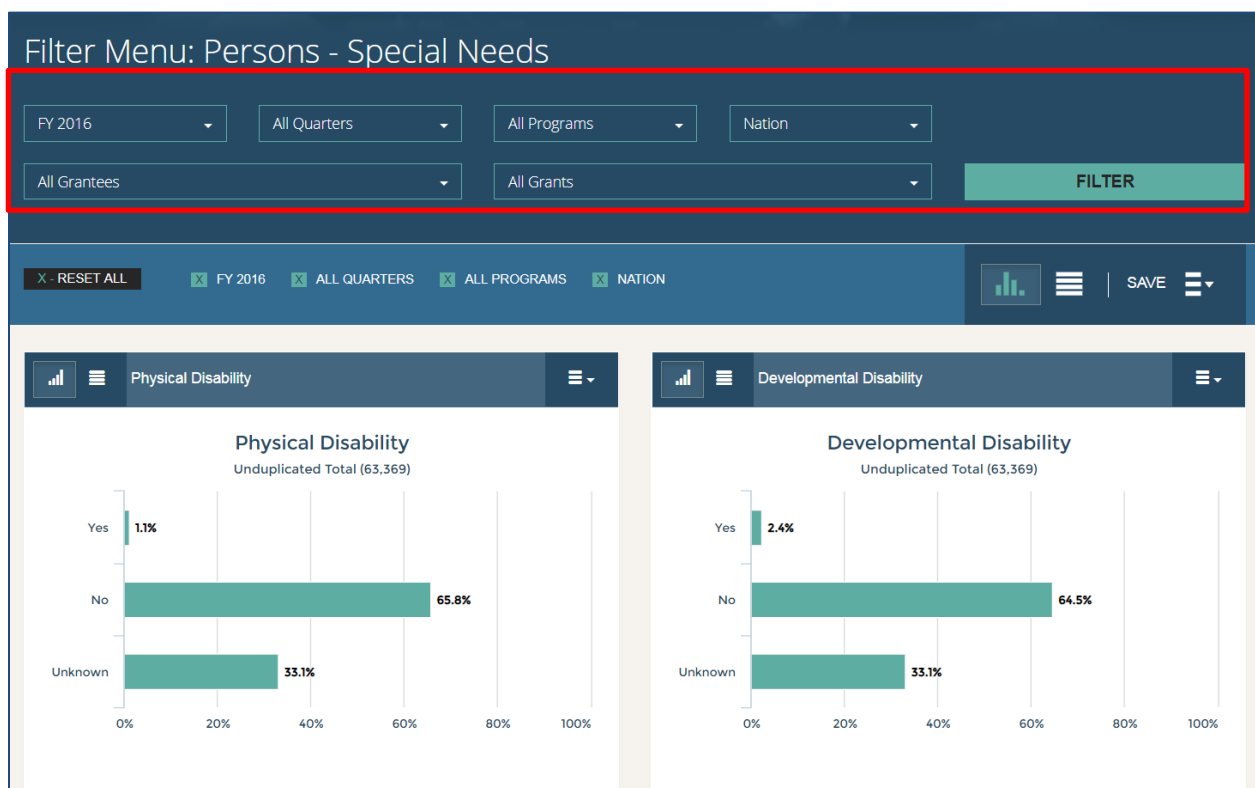 Filter Menu: Persons - Special Needs
FY 2016 All Quarters All Programs Nation
All Grantees All Grants FILTER
X - RESET ALL X FY 2016 X ALL QUARTERS X ALL PROGRAMS X NATION SAVE
Physical Disability
Physical Disability
Unduplicated Total (63,369)
Yes 1.1%
No 65.8%
Unknown 33.1%
0% 20% 40% 60% 80% 100%
Developmental Disability
Developmental Disability
Unduplicated Total (63,369)
Yes 2.4%
No 64.5%
Unknown 33.1%
0% 20% 40% 60% 80% 100%